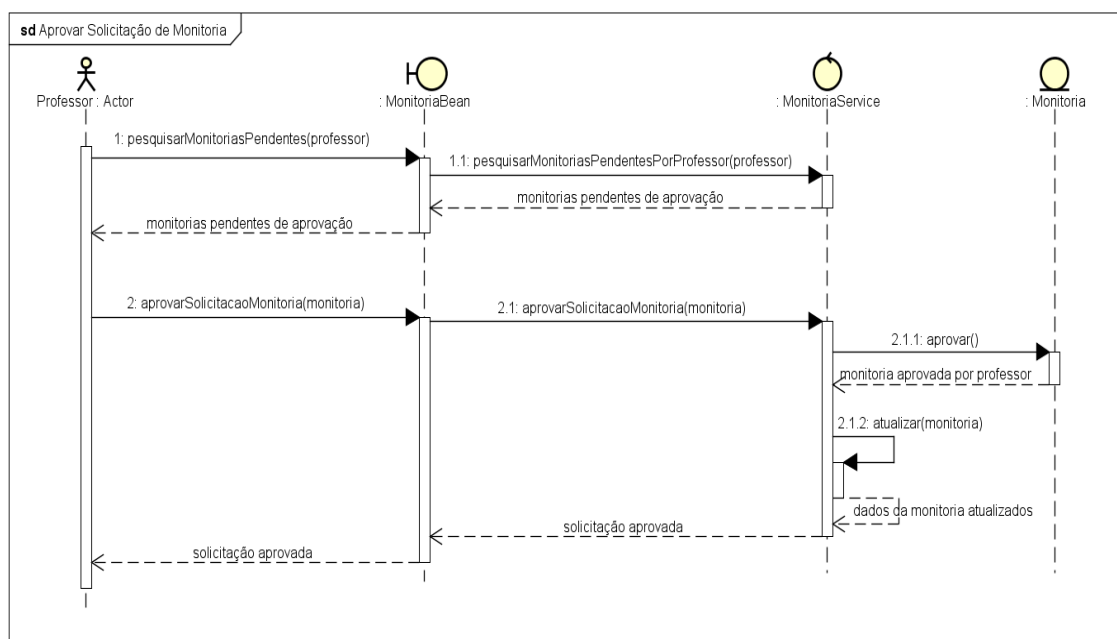 sd Aprovar Solicitação de Monitoria
Professor : Actor
: MonitoriaBean
: MonitoriaService
: Monitoria
1: pesquisarMonitoriasPendentes(professor)
1.1: pesquisarMonitoriasPendentesPorProfessor(professor)
monitorias pendentes de aprovação
monitorias pendentes de aprovação
2: aprovarSolicitacaoMonitoria(monitoria)
2.1: aprovarSolicitacaoMonitoria(monitoria)
2.1.1: aprovar()
monitoria aprovada por professor
2.1.2: atualizar(monitoria)
dados da monitoria atualizados
solicitação aprovada
solicitação aprovada